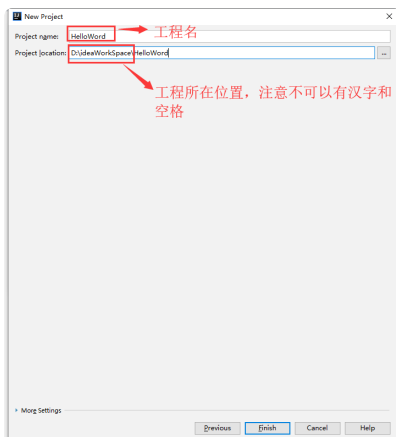 New Project
Project name: HelloWord 工程名
Project location: D:\ideaWorkSpace\HelloWord ...
工程所在位置，注意不可以有汉字和
空格
More Settings
Previous Finish Cancel Help